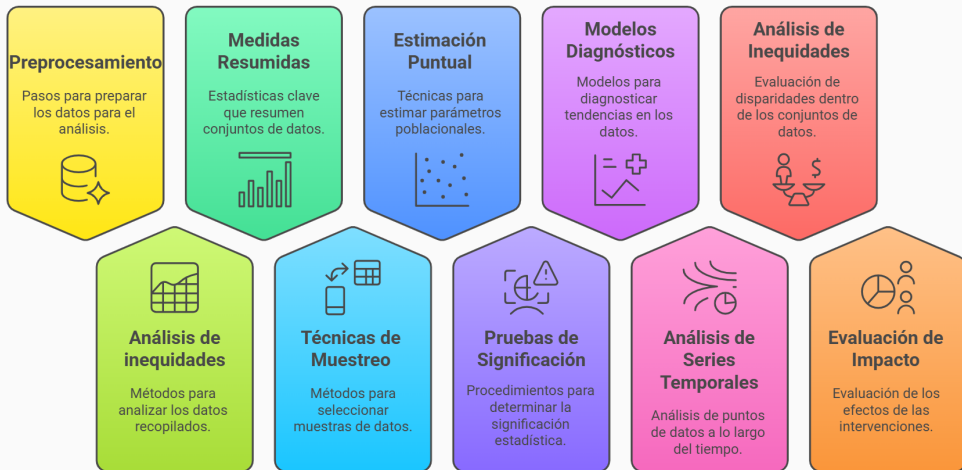 Preprocesamiento
Pasos para preparar
los datos para el
análisis.
Medidas
Resumidas
Estadísticas clave
que resumen
conjuntos de datos.
Estimación
Puntual
Técnicas para
estimar parámetros
poblacionales.
Modelos
Diagnósticos
Modelos para
diagnosticar
tendencias en los
datos.
Análisis de
Inequidades
Evaluación de
disparidades dentro
de los conjuntos de
datos.
$
Análisis de
inequidades
Métodos para
analizar los datos
recopilados.
Técnicas de
Muestreo
Métodos para
seleccionar
muestras de datos.
Pruebas de
Significación
Procedimientos para
determinar la
significación
estadística.
Análisis de
Series
Temporales
Análisis de puntos
de datos a lo largo
del tiempo.
Evaluación de
Impacto
Evaluación de los
efectos de las
intervenciones.